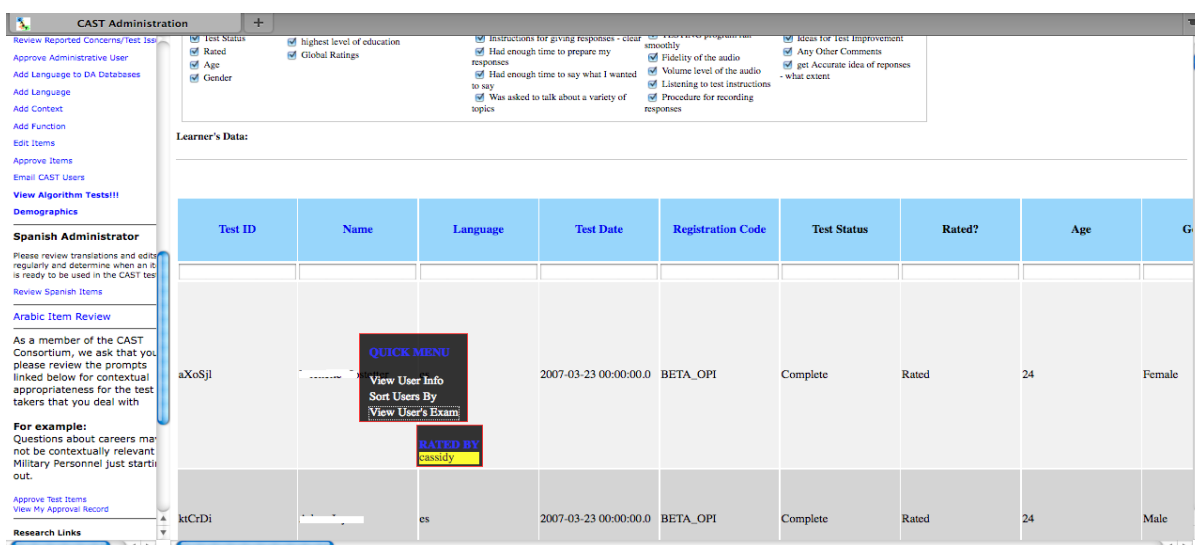 CAST Administration
+
Review Reported Concerns/Test
Approve Administrative User
Add Language to DA Databases
Add Language
Add Context
Add Function
Edit Items
Approve Items
Email CAST Users
View Algorithm Tests!!!
Demographics
Spanish Administrator
Please review translations and edits
regularly and determine when an
is ready to be used in the CAST
Review Spanish Items
Arabic Item Review
As a member of the CAST
Consortium, we ask that you
please review the prompts
linked below for contextual
appropriateness for the test
takers that you deal with
For example:
Questions about careers may
not be contextually relevant
Military Personnel just
out.
Approve Test Items
View My Approval Record
Research Links
Test Status
Rated
Age
Gender
highest level of education
Global Ratings
Instructions for giving responses - clear
Had enough time to prepare my
responses
Had enough time to say what I wanted
to say
Was asked to talk about a variety of
topics
smoothly
Fidelity of the audio
Volume level of the audio
Listening to test instructions
Procedure for recording
responses
Ideas for Test Improvement
Any Other Comments
get Accurate idea of reponses
- what extent
Learner's Data:
Test ID Name Language Test Date Registration Code Test Status Rated? Age
aXoSjl 2007-03-23 00:00:00.0 BETA_OPI Complete Rated 24 Female
QUICK MENU
View User Info
Sort Users By
View User's Exam
RATED BY
cassidy
ktCrDi es 2007-03-23 00:00:00.0 BETA_OPI Complete Rated 24 Male